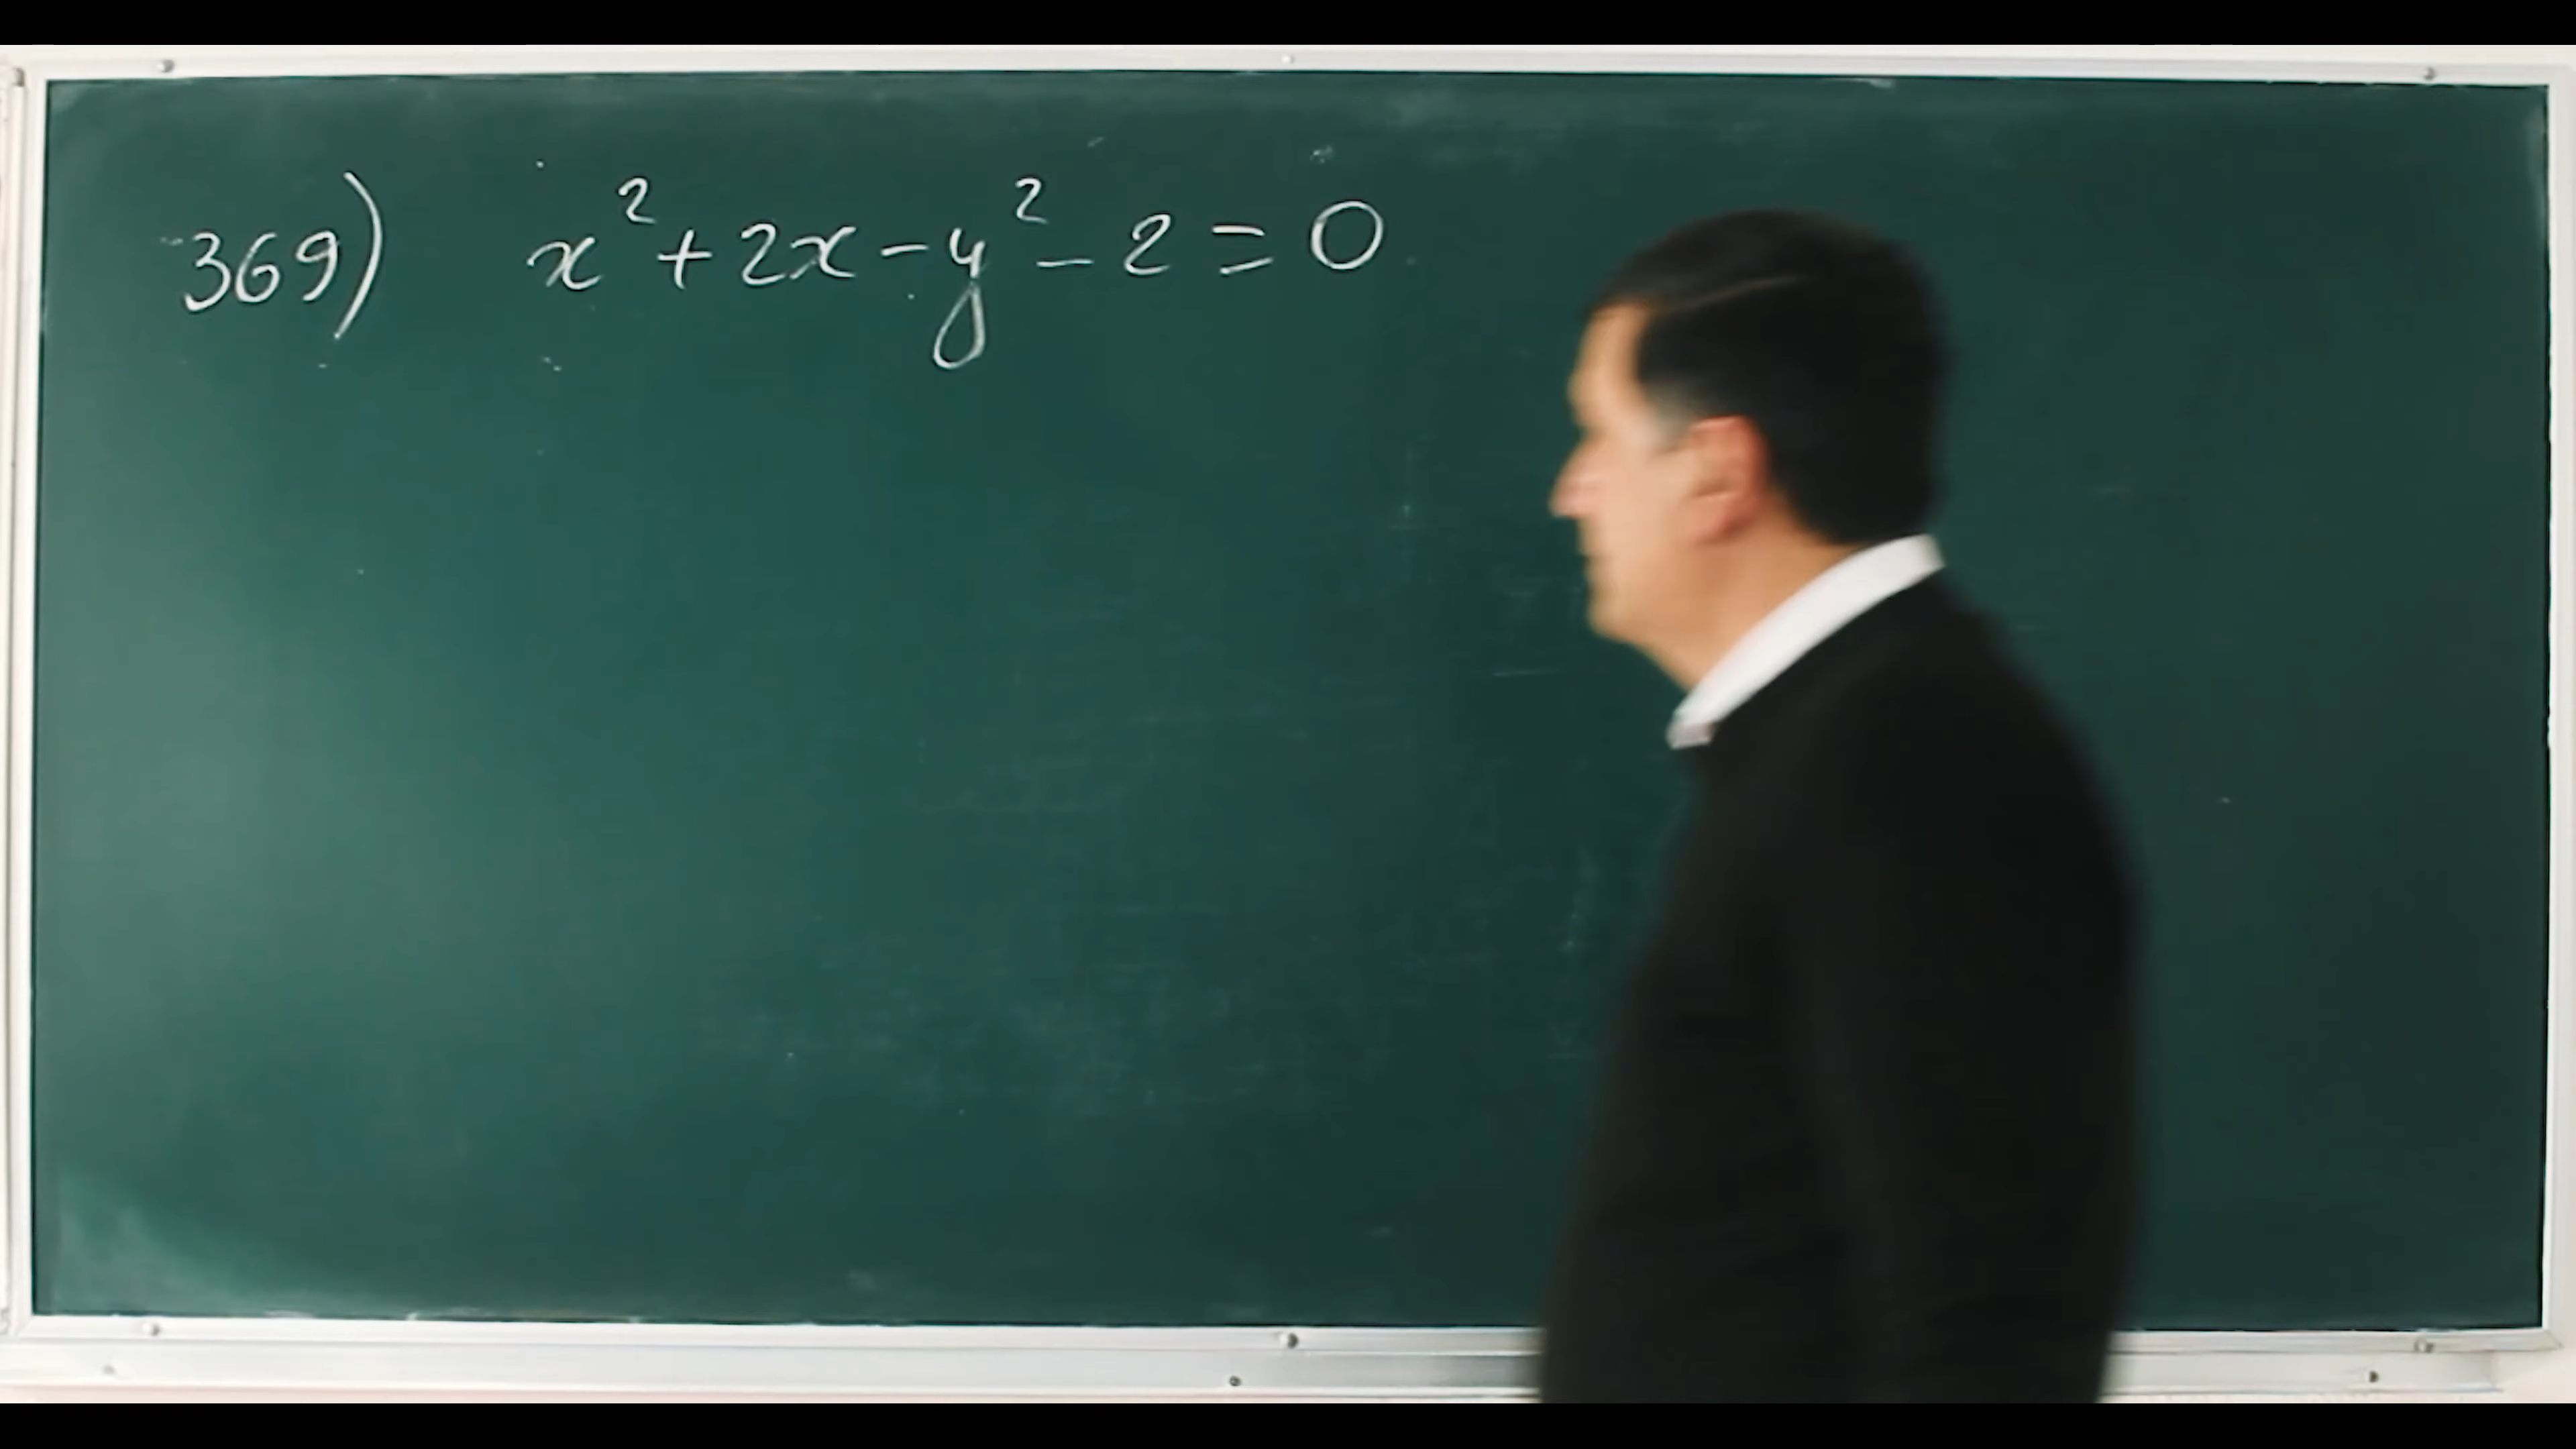 369) x² + 2x - y² - 2 = 0